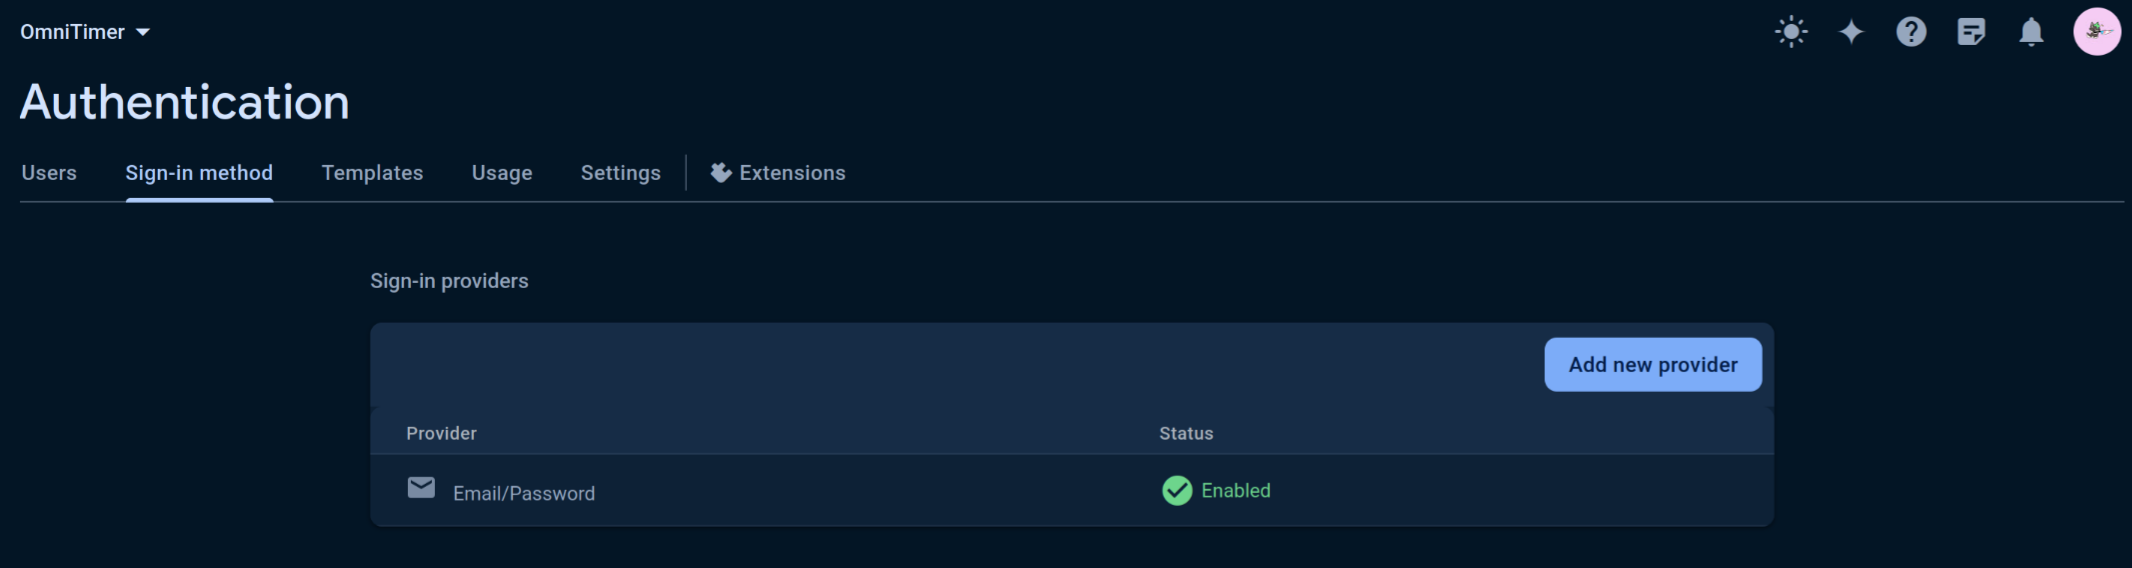 OmniTimer
Authentication
Users Sign-in method Templates Usage Settings Extensions
Sign-in providers
Add new provider
Provider Status
Email/Password Enabled